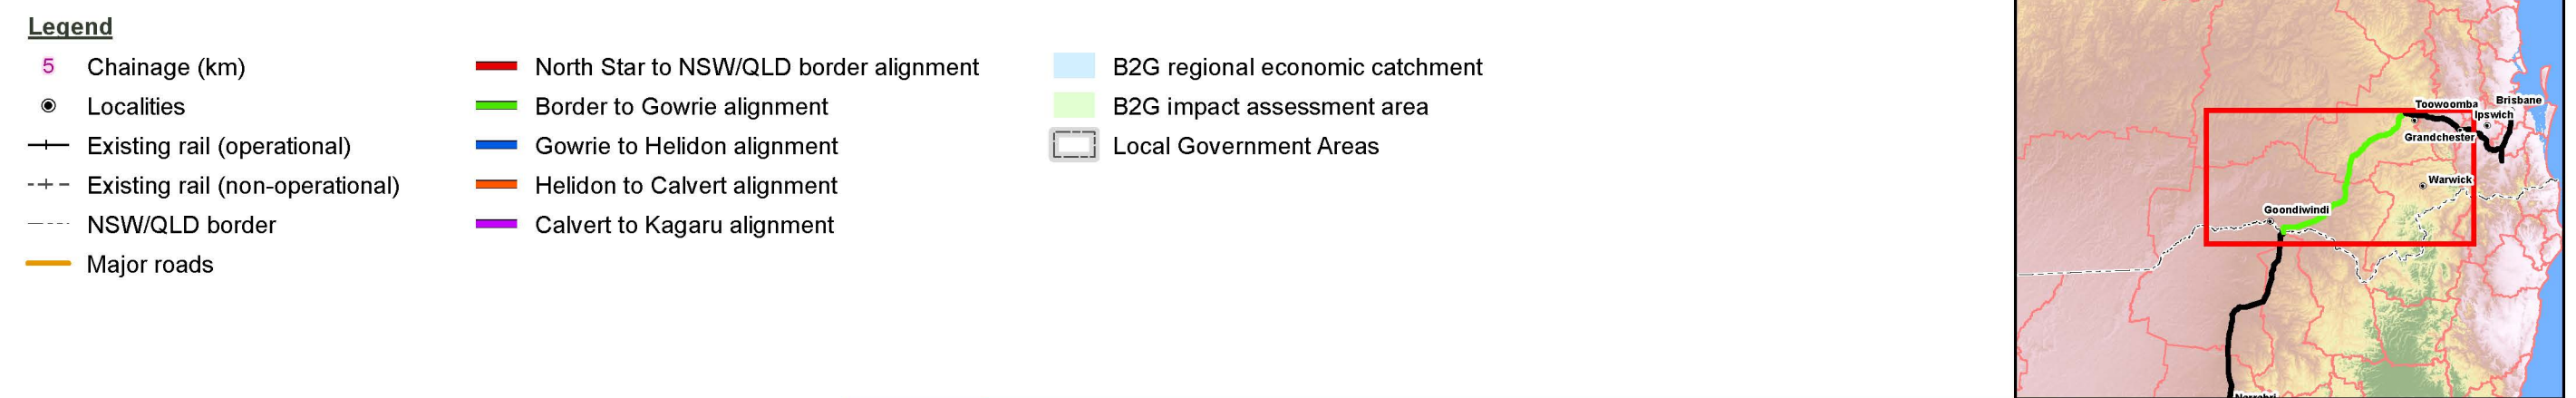 Legend
5 Chainage (km)
Localities
Existing rail (operational)
Existing rail (non-operational)
NSW/QLD border
Major roads
North Star to NSW/QLD border alignment
Border to Gowrie alignment
Gowrie to Helidon alignment
Helidon to Calvert alignment
Calvert to Kagaru alignment
B2G regional economic catchment
B2G impact assessment area
Local Government Areas
Toowoomba
Brisbane
Ipswich
Grandchester
Warwick
Goondiwindi